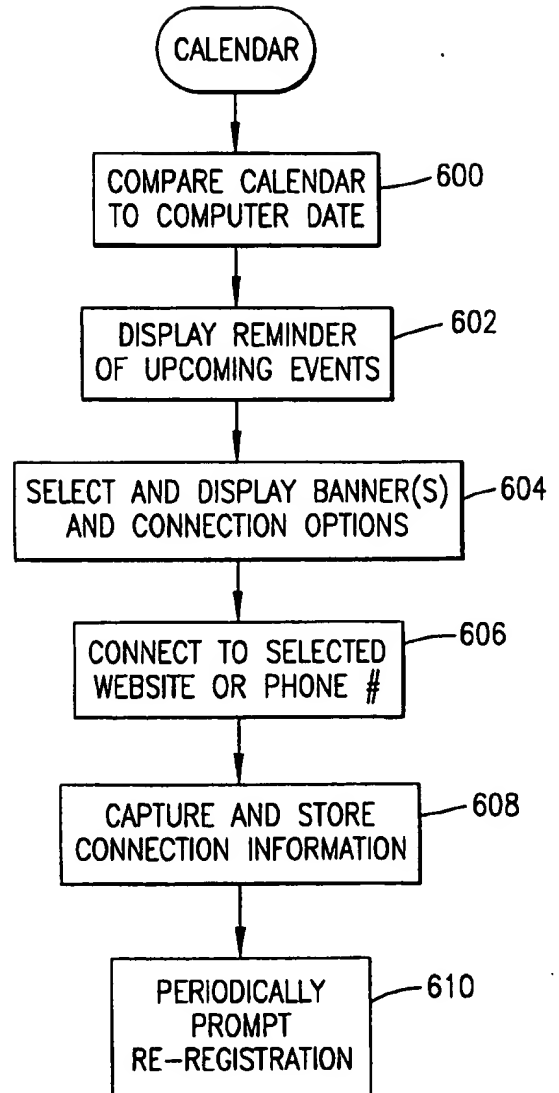 CALENDAR
COMPARE CALENDAR
TO COMPUTER DATE
600
DISPLAY REMINDER
OF UPCOMING EVENTS
602
SELECT AND DISPLAY BANNER(S)
AND CONNECTION OPTIONS
604
CONNECT TO SELECTED
WEBSITE OR PHONE #
606
CAPTURE AND STORE
CONNECTION INFORMATION
608
PERIODICALLY
PROMPT
RE-REGISTRATION
610